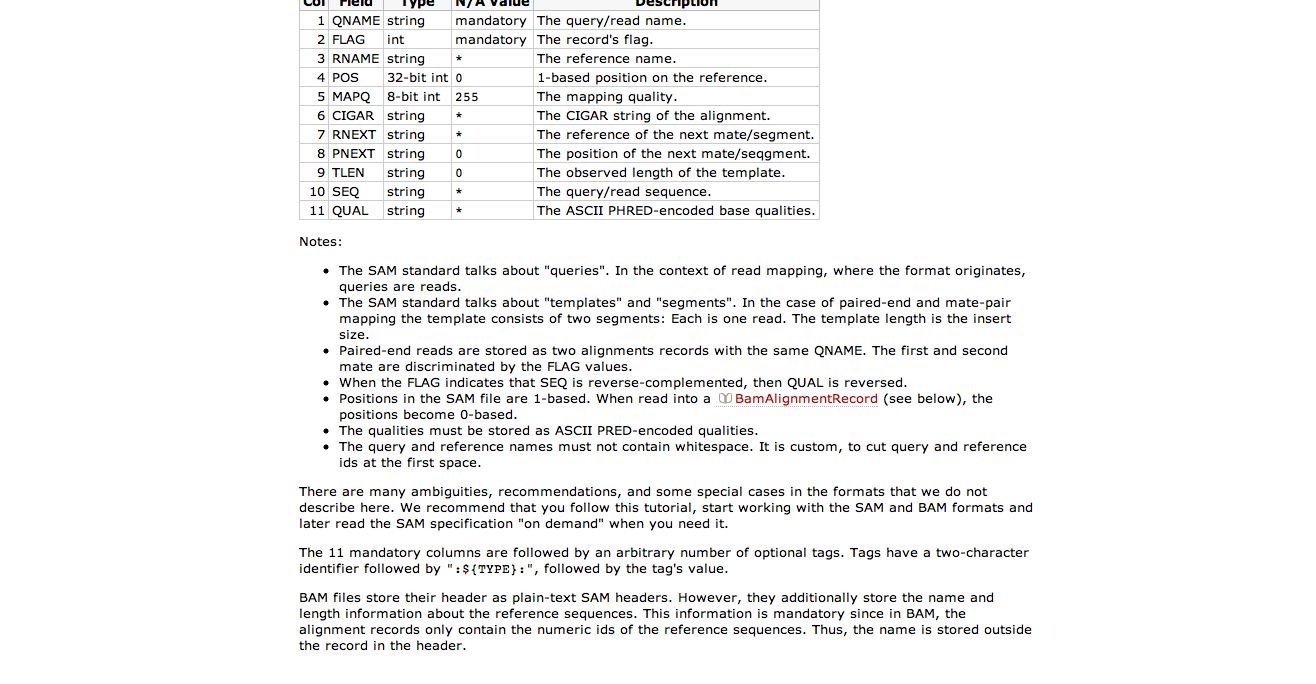 Col Field Type N/A Value Description
1 QNAME string mandatory The query/read name.
2 FLAG int mandatory The record's flag.
3 RNAME string * The reference name.
4 POS 32-bit int 0 1-based position on the reference.
5 MAPQ 8-bit int 255 The mapping quality.
6 CIGAR string * The CIGAR string of the alignment.
7 RNEXT string * The reference of the next mate/segment.
8 PNEXT string 0 The position of the next mate/seqgment.
9 TLEN string 0 The observed length of the template.
10 SEQ string * The query/read sequence.
11 QUAL string * The ASCII PHRED-encoded base qualities.
Notes:
• The SAM standard talks about "queries". In the context of read mapping, where the format originates,
queries are reads.
• The SAM standard talks about "templates" and "segments". In the case of paired-end and mate-pair
mapping the template consists of two segments: Each is one read. The template length is the insert
size.
• Paired-end reads are stored as two alignments records with the same QNAME. The first and second
mate are discriminated by the FLAG values.
• When the FLAG indicates that SEQ is reverse-complemented, then QUAL is reversed.
• Positions in the SAM file are 1-based. When read into a BamAlignmentRecord (see below), the
positions become 0-based.
• The qualities must be stored as ASCII PRED-encoded qualities.
• The query and reference names must not contain whitespace. It is custom, to cut query and reference
ids at the first space.
There are many ambiguities, recommendations, and some special cases in the formats that we do not
describe here. We recommend that you follow this tutorial, start working with the SAM and BAM formats and
later read the SAM specification "on demand" when you need it.
The 11 mandatory columns are followed by an arbitrary number of optional tags. Tags have a two-character
identifier followed by ":${TYPE}:", followed by the tag's value.
BAM files store their header as plain-text SAM headers. However, they additionally store the name and
length information about the reference sequences. This information is mandatory since in BAM, the
alignment records only contain the numeric ids of the reference sequences. Thus, the name is stored outside
the record in the header.